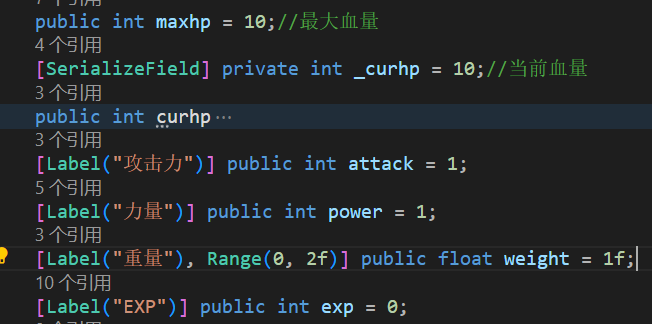 public int maxhp = 10;//最大血量
4 个引用
[SerializeField] private int _curhp = 10;//当前血量
3 个引用
public int curhp ···
3 个引用
[Label("攻击力")] public int attack = 1;
5 个引用
[Label("力量")] public int power = 1;
3 个引用
[Label("重量"), Range(0, 2f)] public float weight = 1f;
10 个引用
[Label("EXP")] public int exp = 0;